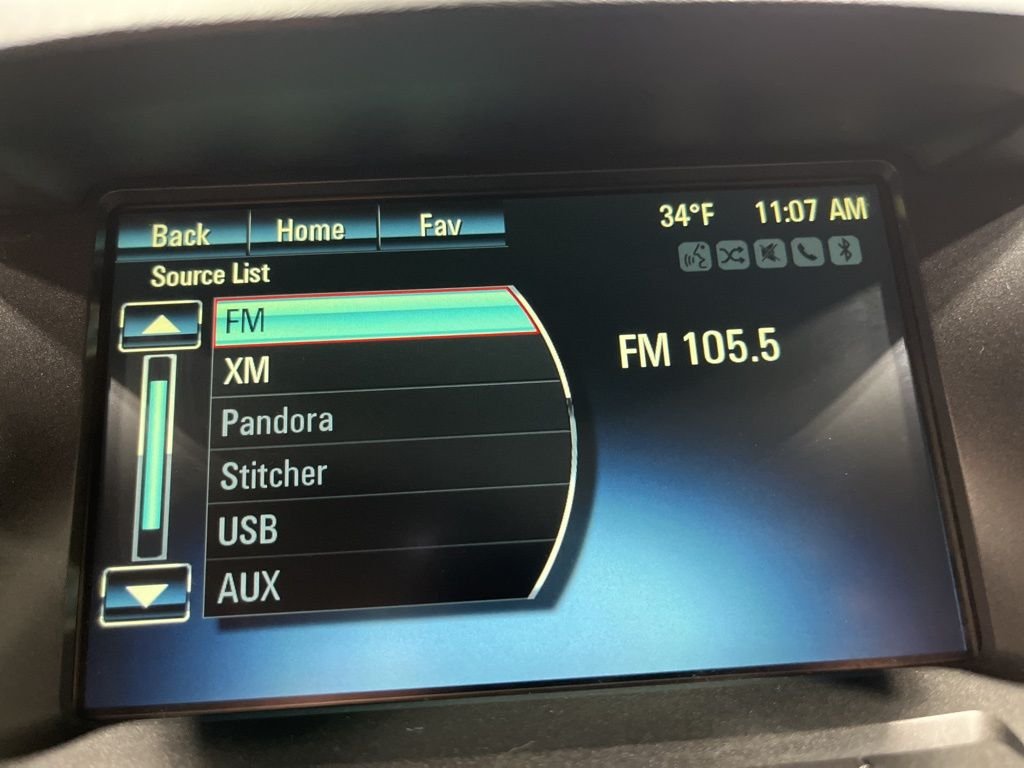 Back Home Fav 34°F 11:07 AM
Source List
FM
XM
Pandora
Stitcher
USB
AUX
FM 105.5